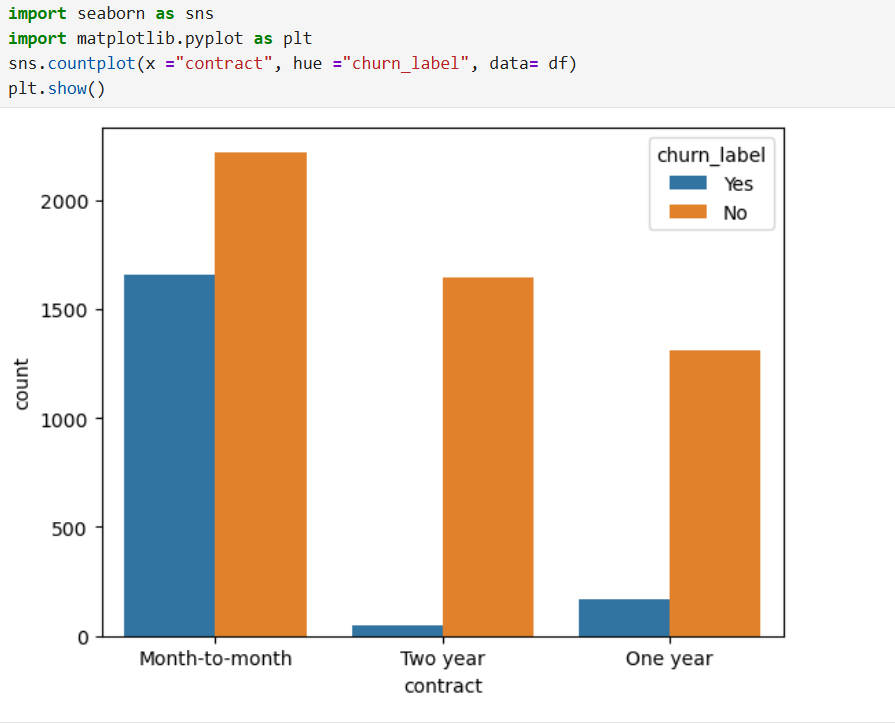 import seaborn as sns
import matplotlib.pyplot as plt
sns.countplot(x ="contract", hue ="churn_label", data= df)
plt.show()
churn_label
Yes
No
2000
1500
1000
500
0
count
Month-to-month Two year One year
contract